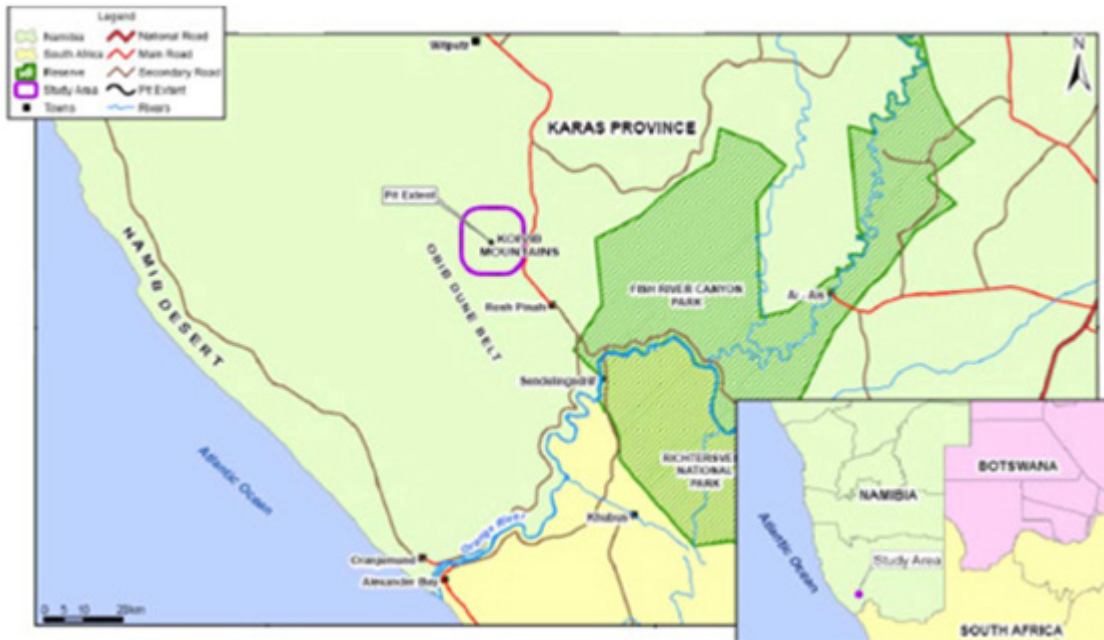 Legend
Namibia
National Road
South Africa
Main Road
Reserve
Secondary Road
Study Area
Pit Extent
Towns
Rivers
N
Witputz
KARAS PROVINCE
Pit Extent
MOUNTAINS
OBIB DUNE BELT
NAMIB DESERT
FISH RIVER CANYON
PARK
Ai - Ais
Rosh Pinah
Sendelingsdrif
RICHTERSVELD
NATIONAL
PARK
Atlantic Ocean
Orange River
Khubus
Oranjemund
Alexander Bay
0 5 10 20km
BOTSWANA
NAMIBIA
Atlantic Ocean
Study Area
SOUTH AFRICA